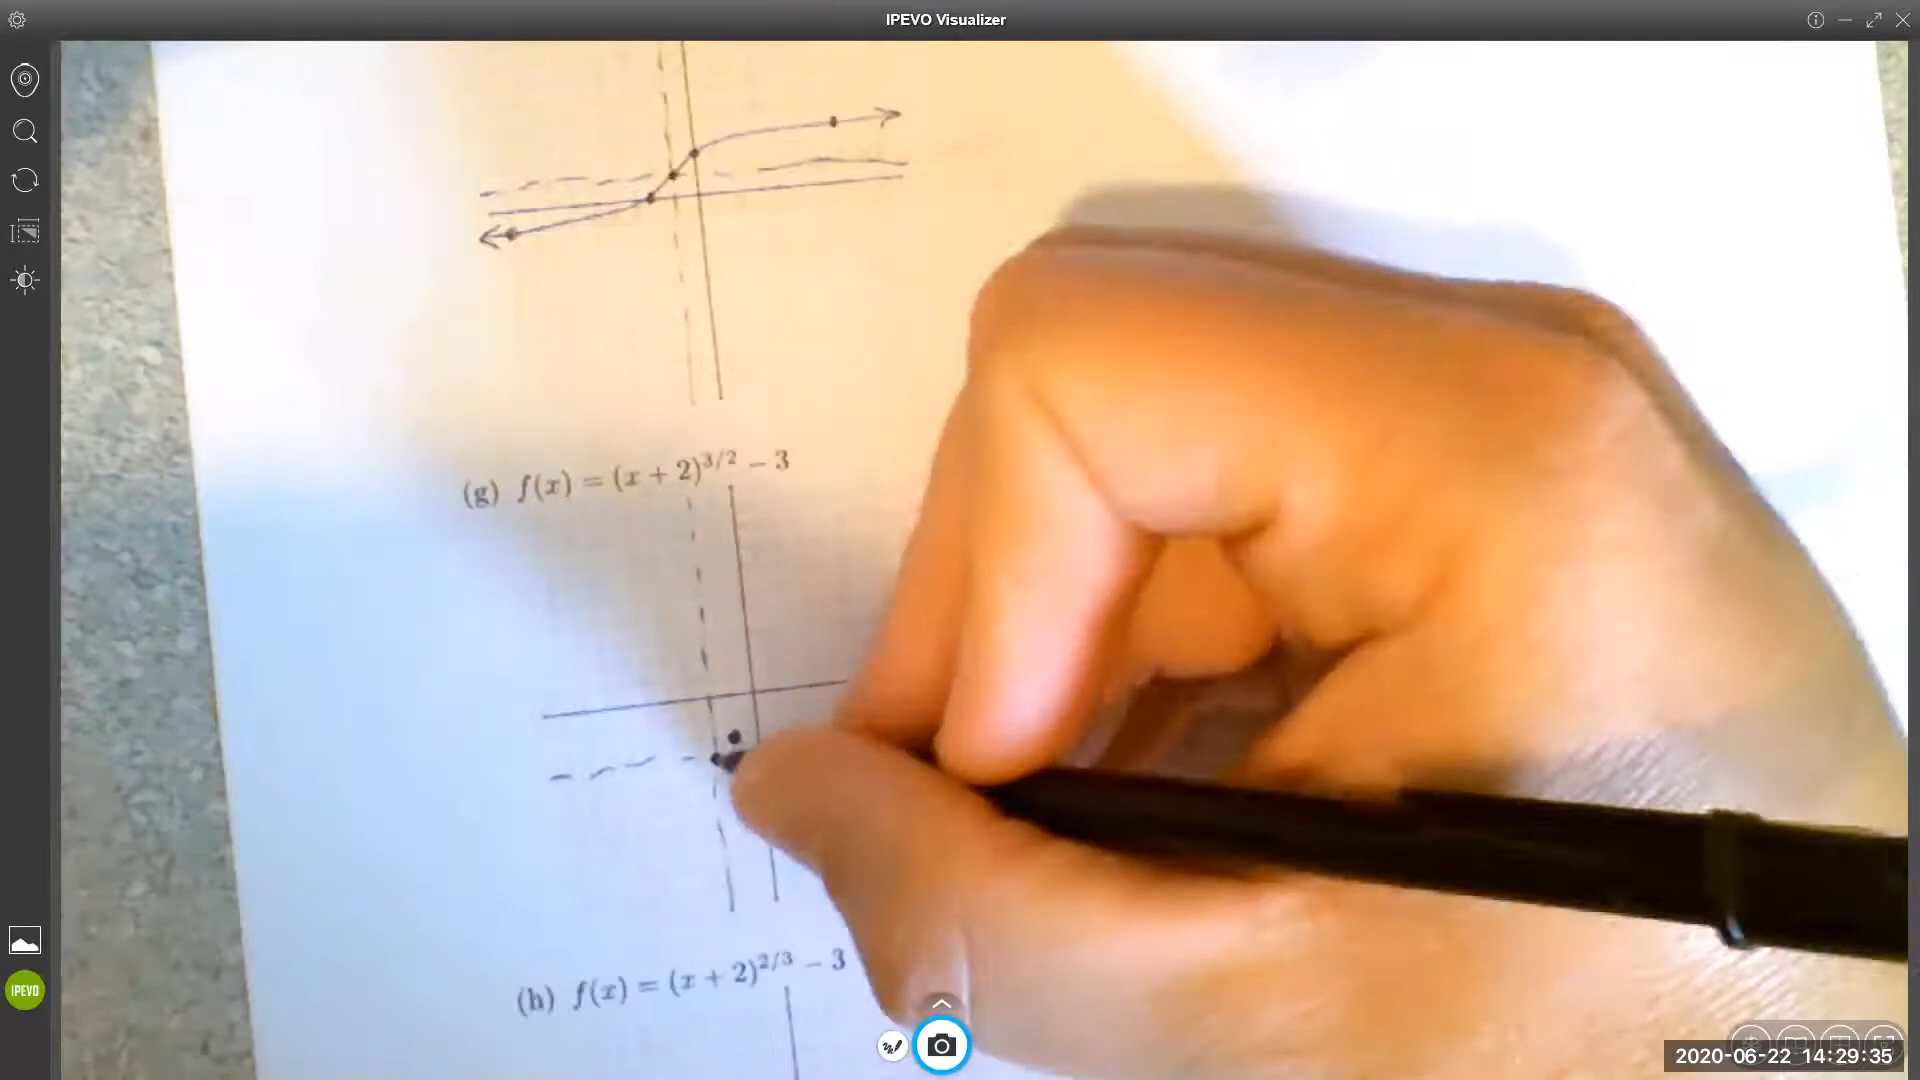 IPEVO Visualizer
(g) f(x) = (x + 2)^{3/2} − 3
(h) f(x) = (x + 2)^{2/3} − 3
IPEVO
2020-06-22 14:29:35